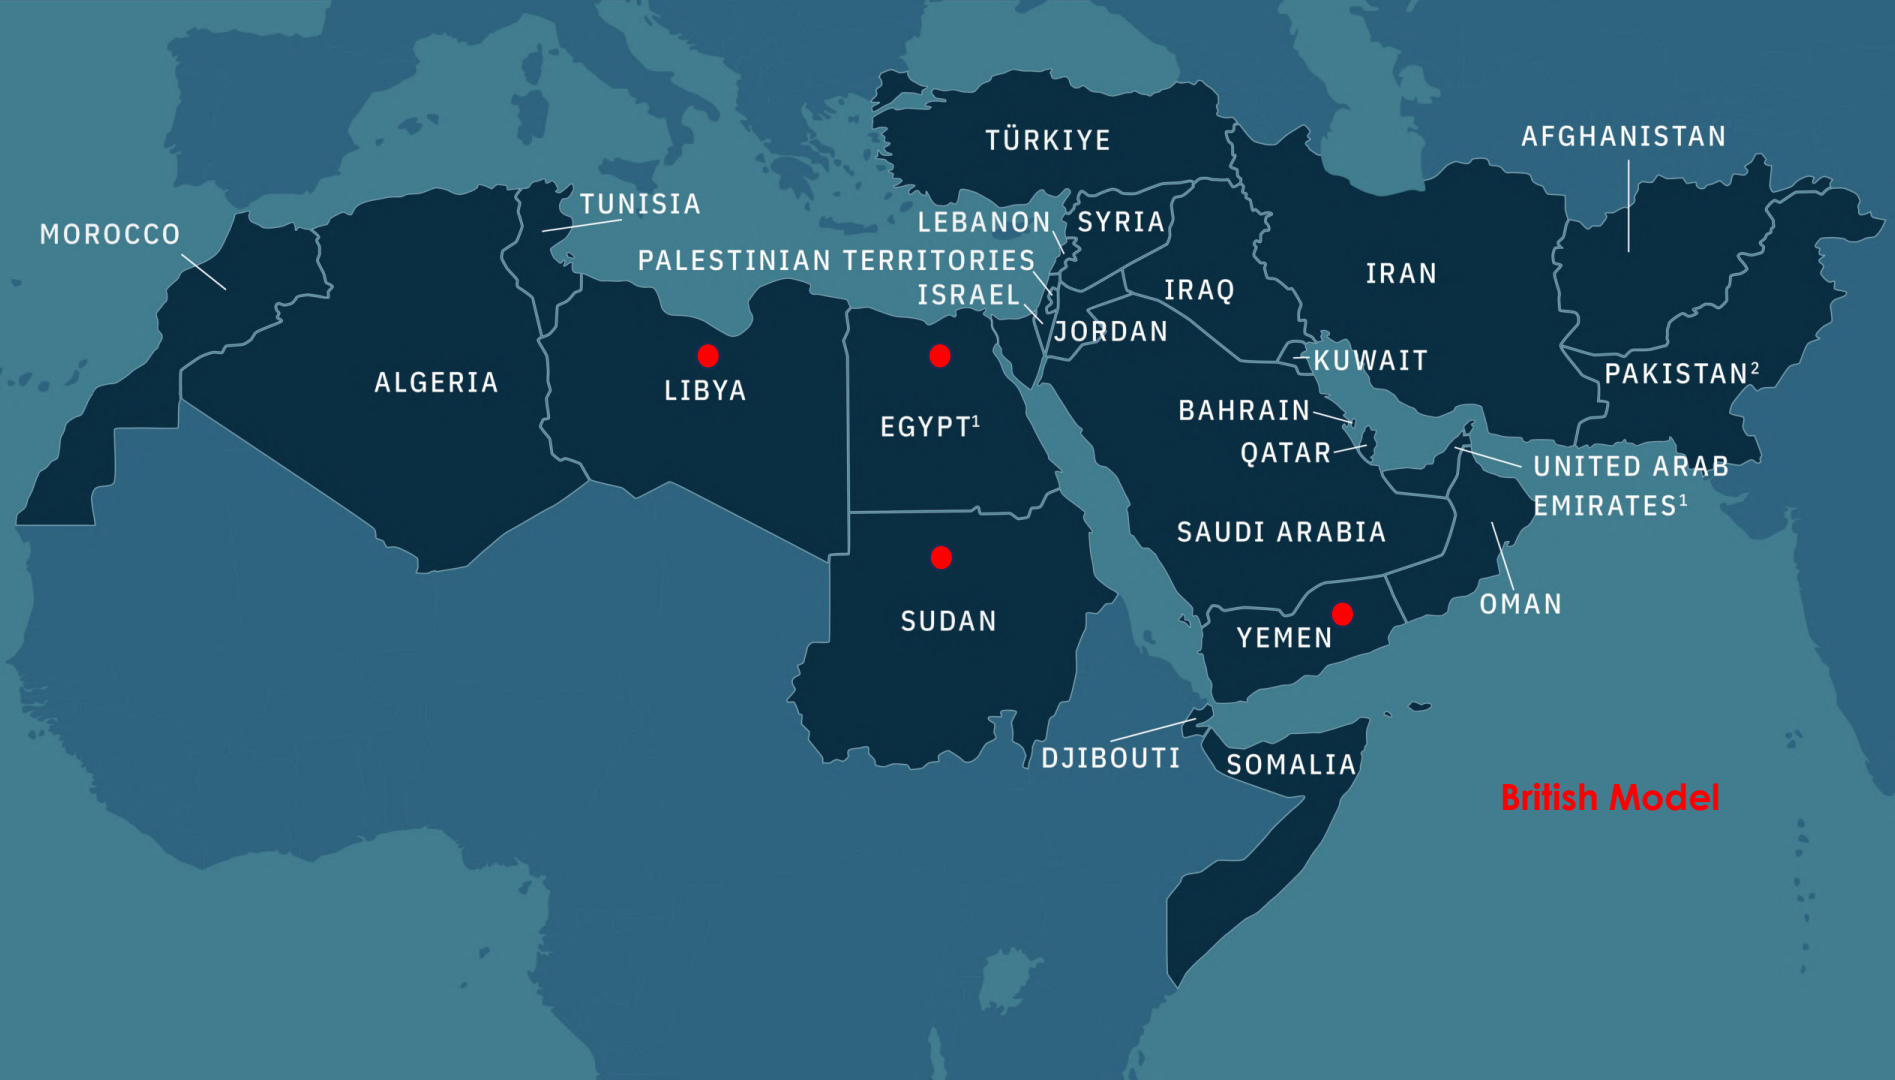 TÜRKIYE
AFGHANISTAN
TUNISIA
MOROCCO
LEBANON
SYRIA
PALESTINIAN TERRITORIES
IRAN
ISRAEL
IRAQ
JORDAN
KUWAIT
PAKISTAN²
ALGERIA
LIBYA
BAHRAIN
EGYPT¹
QATAR
UNITED ARAB
EMIRATES¹
SAUDI ARABIA
OMAN
SUDAN
YEMEN
DJIBOUTI
SOMALIA
British Model